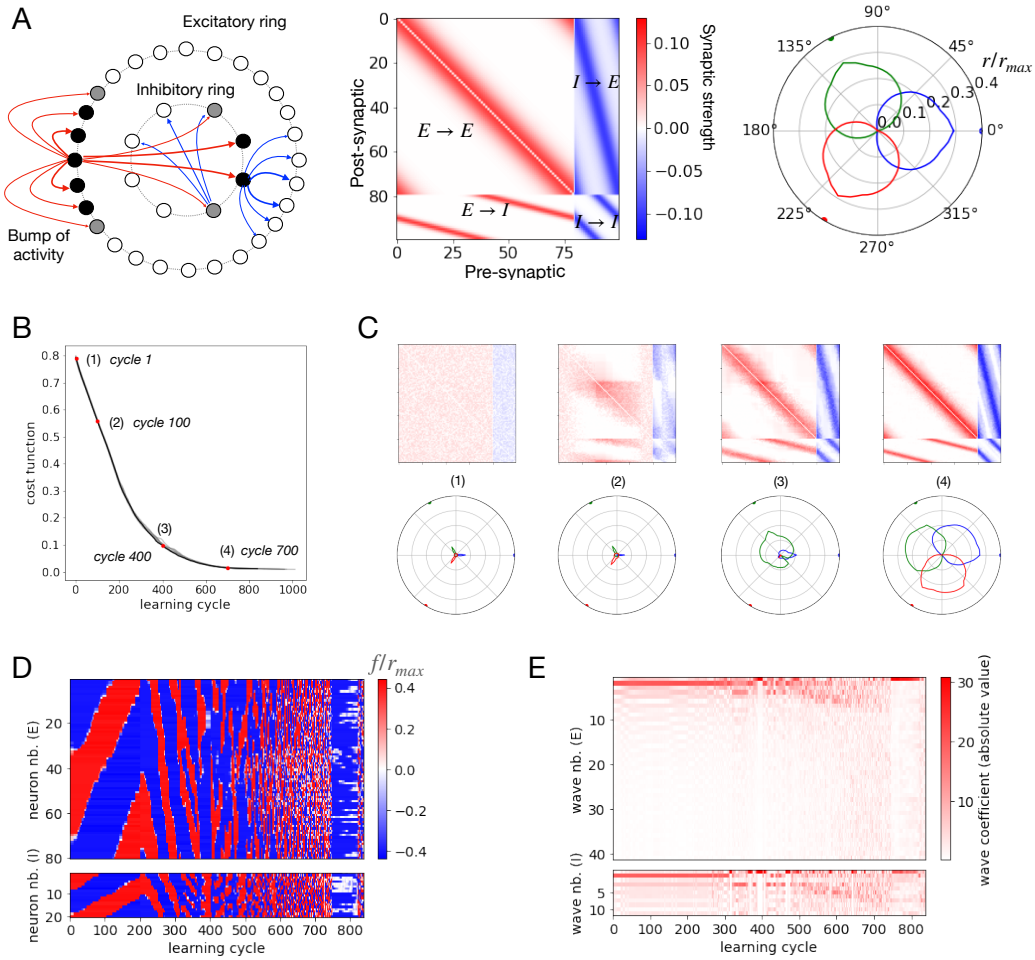 A
Excitatory ring
Inhibitory ring
Bump of
activity
Post-synaptic
0
20
40
60
80
E → E
I → E
E → I
I → I
0
25
50
75
Pre-synaptic
0.10
0.05
0.00
−0.05
−0.10
Synaptic strength
90°
135°
45°
r/r_max
0.4
0.3
0.2
0.1
0.0
180°
0°
225°
315°
270°
B
cost function
0.8
0.7
0.6
0.5
0.4
0.3
0.2
0.1
0.0
(1) cycle 1
(2) cycle 100
(3)
cycle 400
(4) cycle 700
0
200
400
600
800
1000
learning cycle
C
(1)
(2)
(3)
(4)
D
f/r_max
neuron nb. (E)
20
40
60
80
0.4
0.2
0.0
−0.2
−0.4
neuron nb. (I)
10
20
0
100
200
300
400
500
600
700
800
learning cycle
E
wave nb. (E)
10
20
30
40
30
20
10
wave coefficient (absolute value)
wave nb. (I)
5
10
0
100
200
300
400
500
600
700
800
learning cycle